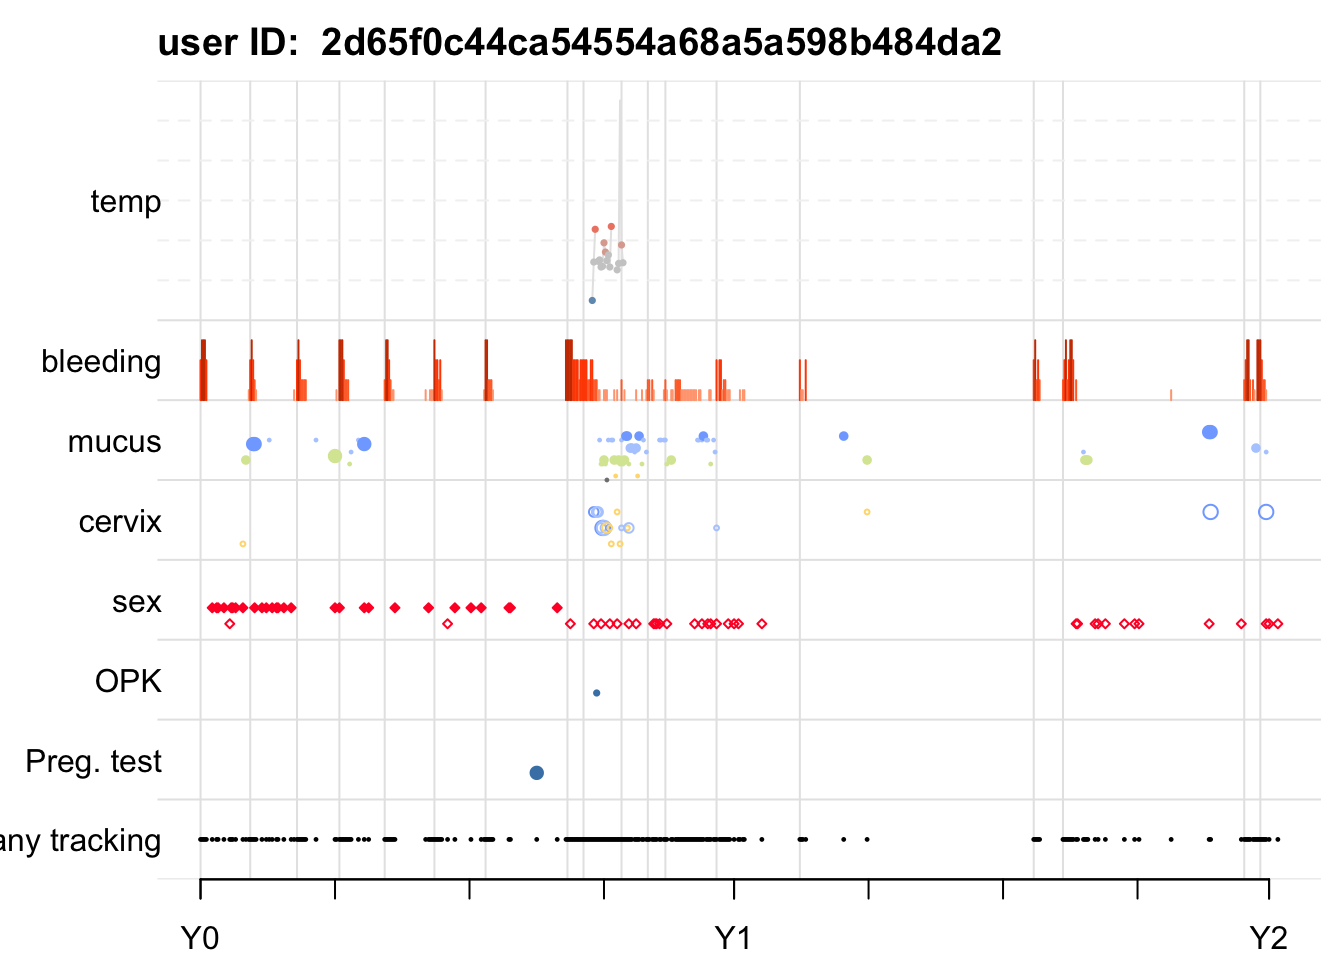 user ID:  2d65f0c44ca54554a68a5a598b484da2
temp
bleeding
mucus
cervix
sex
OPK
Preg. test
any tracking
Y0 Y1 Y2